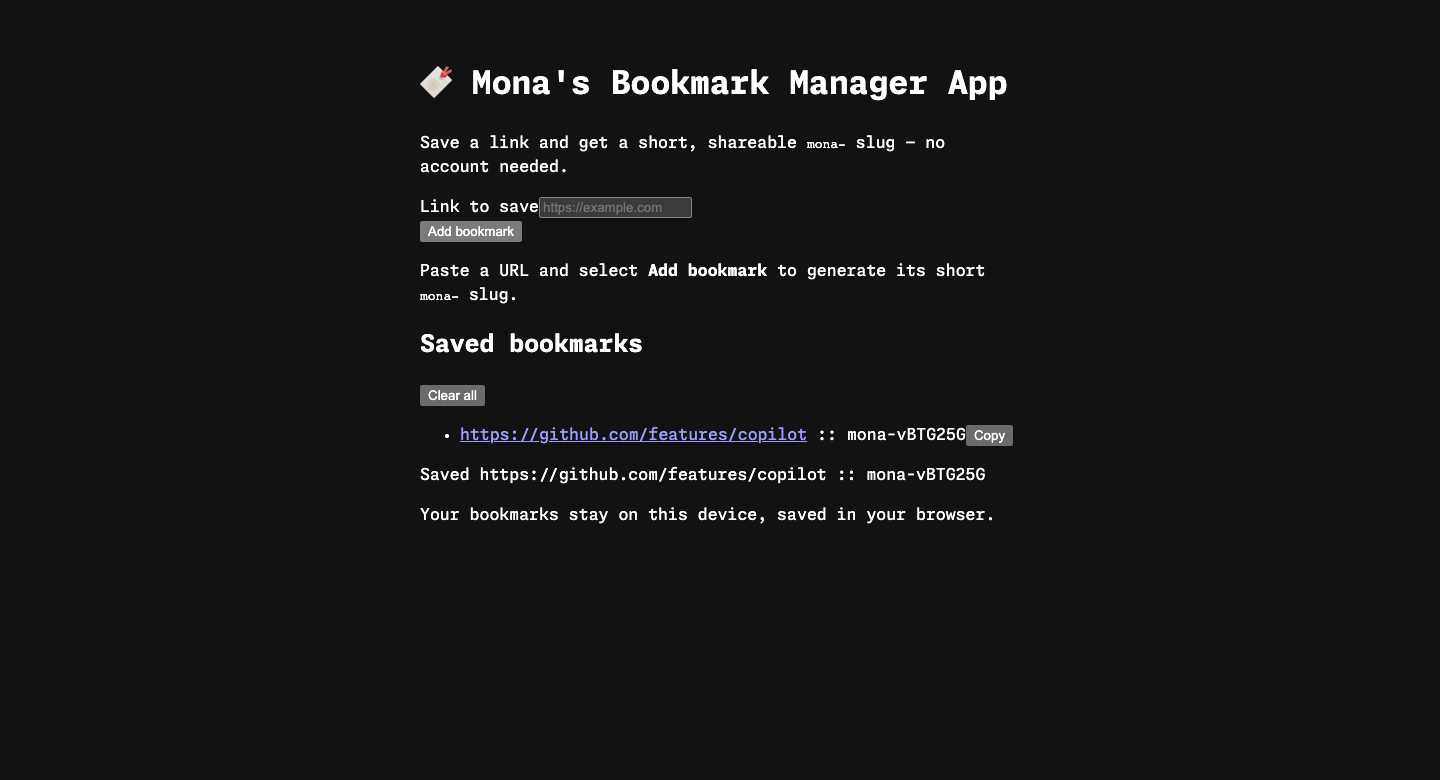 Mona's Bookmark Manager App
Save a link and get a short, shareable mona- slug — no
account needed.
Link to save https://example.com
Add bookmark
Paste a URL and select Add bookmark to generate its short
mona- slug.
Saved bookmarks
Clear all
https://github.com/features/copilot :: mona-vBTG25G Copy
Saved https://github.com/features/copilot :: mona-vBTG25G
Your bookmarks stay on this device, saved in your browser.